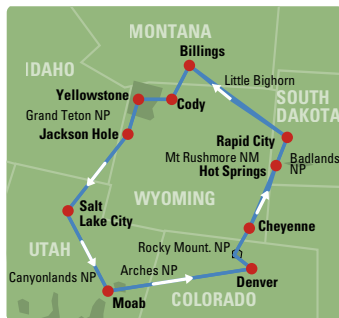 MONTANA
Billings
IDAHO
Little Bighorn
Yellowstone
Cody
SOUTH
DAKOTA
Grand Teton NP
Jackson Hole
Rapid City
Mt Rushmore NM
Badlands
NP
Hot Springs
WYOMING
Salt
Lake City
Cheyenne
UTAH
Rocky Mount. NP
Canyonlands NP
Arches NP
Denver
Moab
COLORADO